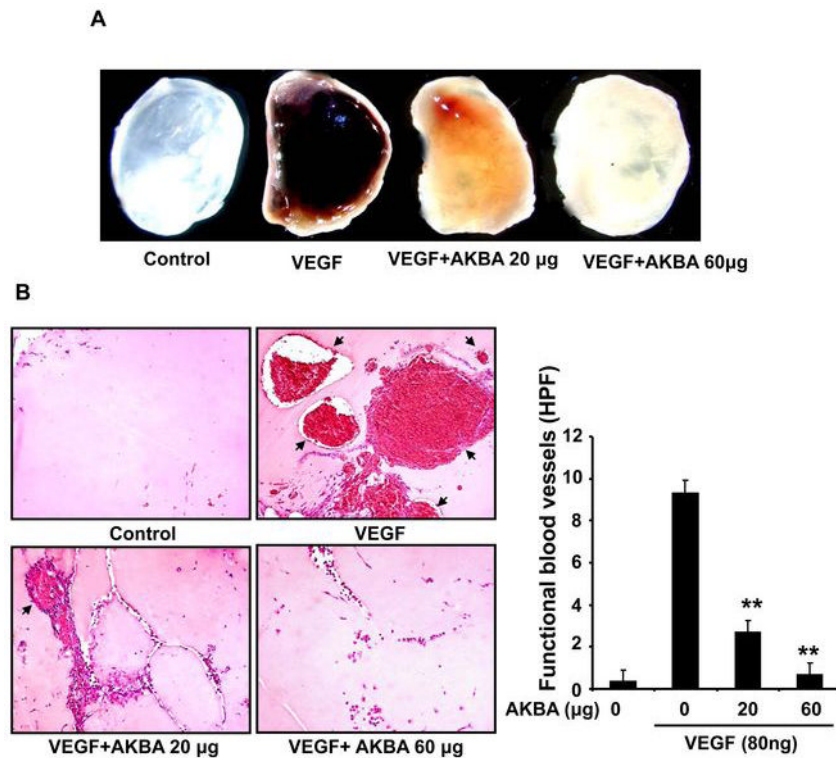 A
Control VEGF VEGF+AKBA 20 µg VEGF+AKBA 60µg
B
Control VEGF
VEGF+AKBA 20 µg VEGF+ AKBA 60 µg
Functional blood vessels (HPF)
12
10
8
6
4
2
0
**
**
AKBA (µg) 0 0 20 60
VEGF (80ng)